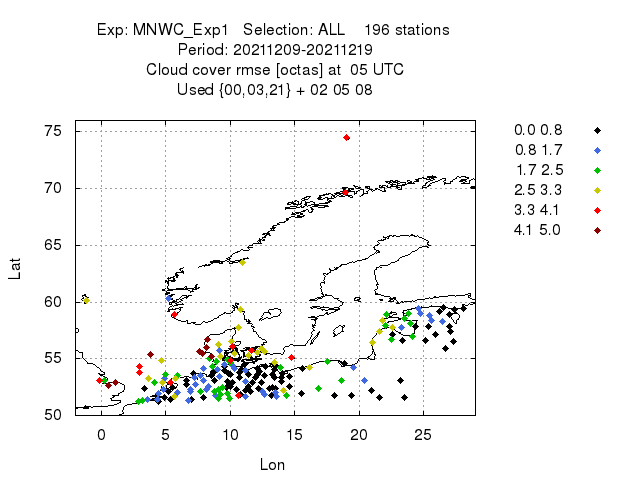 Exp: MNWC_Exp1 Selection: ALL 196 stations
Period: 20211209-20211219
Cloud cover rmse [octas] at 05 UTC
Used {00,03,21} + 02 05 08
75
70
65
60
55
50
Lat
0 5 10 15 20 25
Lon
0.0 0.8
0.8 1.7
1.7 2.5
2.5 3.3
3.3 4.1
4.1 5.0